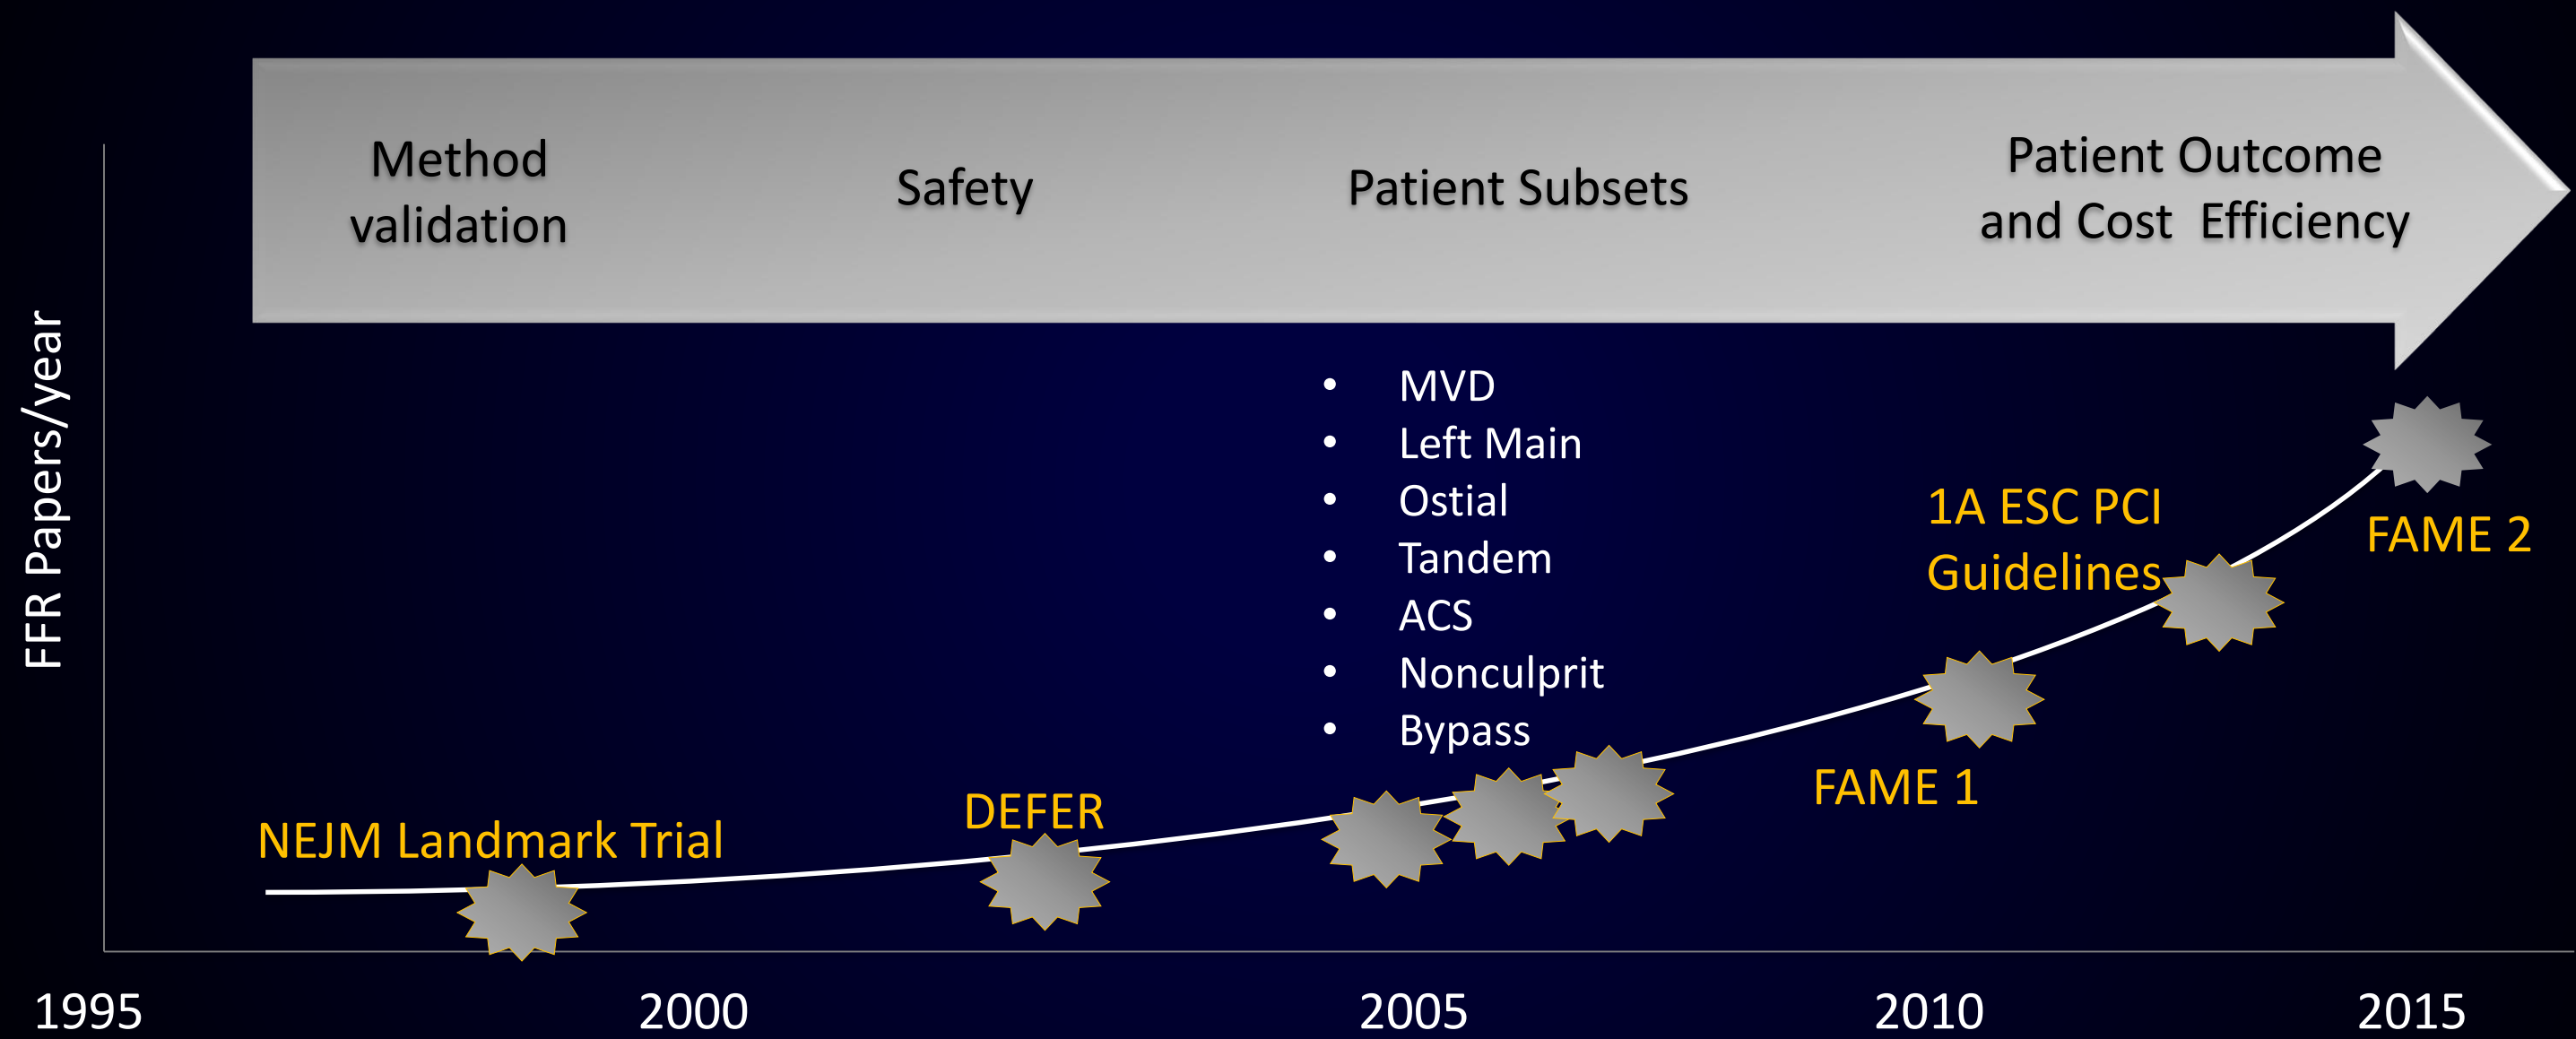 Method
validation
Safety
Patient Subsets
Patient Outcome
and Cost  Efficiency
FFR Papers/year
• MVD
• Left Main
• Ostial
• Tandem
• ACS
• Nonculprit
• Bypass
NEJM Landmark Trial
DEFER
FAME 1
1A ESC PCI
Guidelines
FAME 2
1995
2000
2005
2010
2015